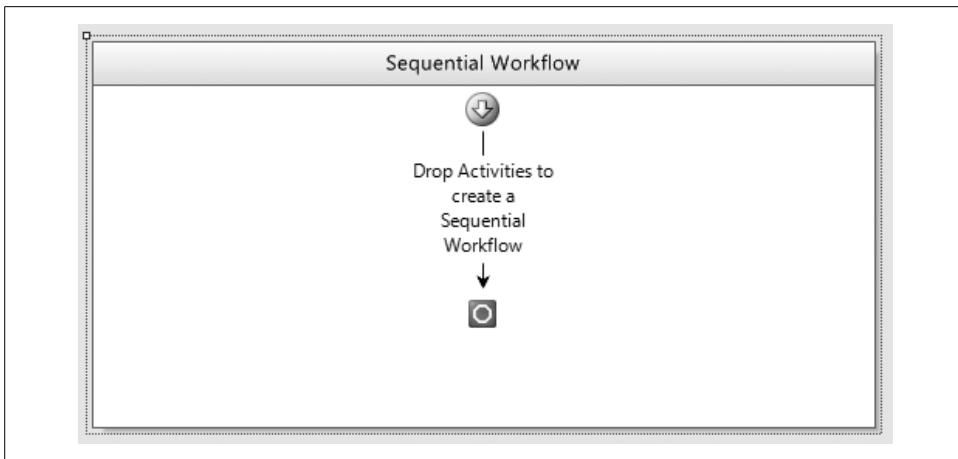 Sequential Workflow
Drop Activities to
create a
Sequential
Workflow